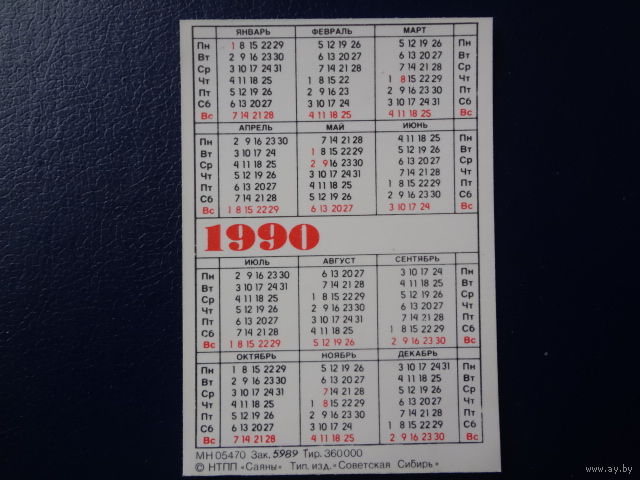 ЯНВАРЬ ФЕВРАЛЬ МАРТ
Пн 1 8 15 22 29 5 12 19 26 5 12 19 26 Пн
Вт 2 9 16 23 30 6 13 20 27 6 13 20 27 Вт
Ср 3 10 17 24 31 7 14 21 28 7 14 21 28 Ср
Чт 4 11 18 25 1 8 15 22 1 8 15 22 29 Чт
Пт 5 12 19 26 2 9 16 23 2 9 16 23 30 Пт
Сб 6 13 20 27 3 10 17 24 3 10 17 24 31 Сб
Вс 7 14 21 28 4 11 18 25 4 11 18 25 Вс
АПРЕЛЬ МАЙ ИЮНЬ
Пн 2 9 16 23 30 7 14 21 28 4 11 18 25 Пн
Вт 3 10 17 24 1 8 15 22 29 5 12 19 26 Вт
Ср 4 11 18 25 2 9 16 23 30 6 13 20 27 Ср
Чт 5 12 19 26 3 10 17 24 31 7 14 21 28 Чт
Пт 6 13 20 27 4 11 18 25 1 8 15 22 29 Пт
Сб 7 14 21 28 5 12 19 26 2 9 16 23 30 Сб
Вс 1 8 15 22 29 6 13 20 27 3 10 17 24 Вс
1990
ИЮЛЬ АВГУСТ СЕНТЯБРЬ
Пн 2 9 16 23 30 6 13 20 27 3 10 17 24 Пн
Вт 3 10 17 24 31 7 14 21 28 4 11 18 25 Вт
Ср 4 11 18 25 1 8 15 22 29 5 12 19 26 Ср
Чт 5 12 19 26 2 9 16 23 30 6 13 20 27 Чт
Пт 6 13 20 27 3 10 17 24 31 7 14 21 28 Пт
Сб 7 14 21 28 4 11 18 25 1 8 15 22 29 Сб
Вс 1 8 15 22 29 5 12 19 26 2 9 16 23 30 Вс
ОКТЯБРЬ НОЯБРЬ ДЕКАБРЬ
Пн 1 8 15 22 29 5 12 19 26 3 10 17 24 31 Пн
Вт 2 9 16 23 30 6 13 20 27 4 11 18 25 Вт
Ср 3 10 17 24 31 7 14 21 28 5 12 19 26 Ср
Чт 4 11 18 25 1 8 15 22 29 6 13 20 27 Чт
Пт 5 12 19 26 2 9 16 23 30 7 14 21 28 Пт
Сб 6 13 20 27 3 10 17 24 1 8 15 22 29 Сб
Вс 7 14 21 28 4 11 18 25 2 9 16 23 30 Вс
МН 05470 Зак. 5989 Тир. 360000
© НТПП «Саяны» Тип. изд. «Советская Сибирь»
www.ay.by